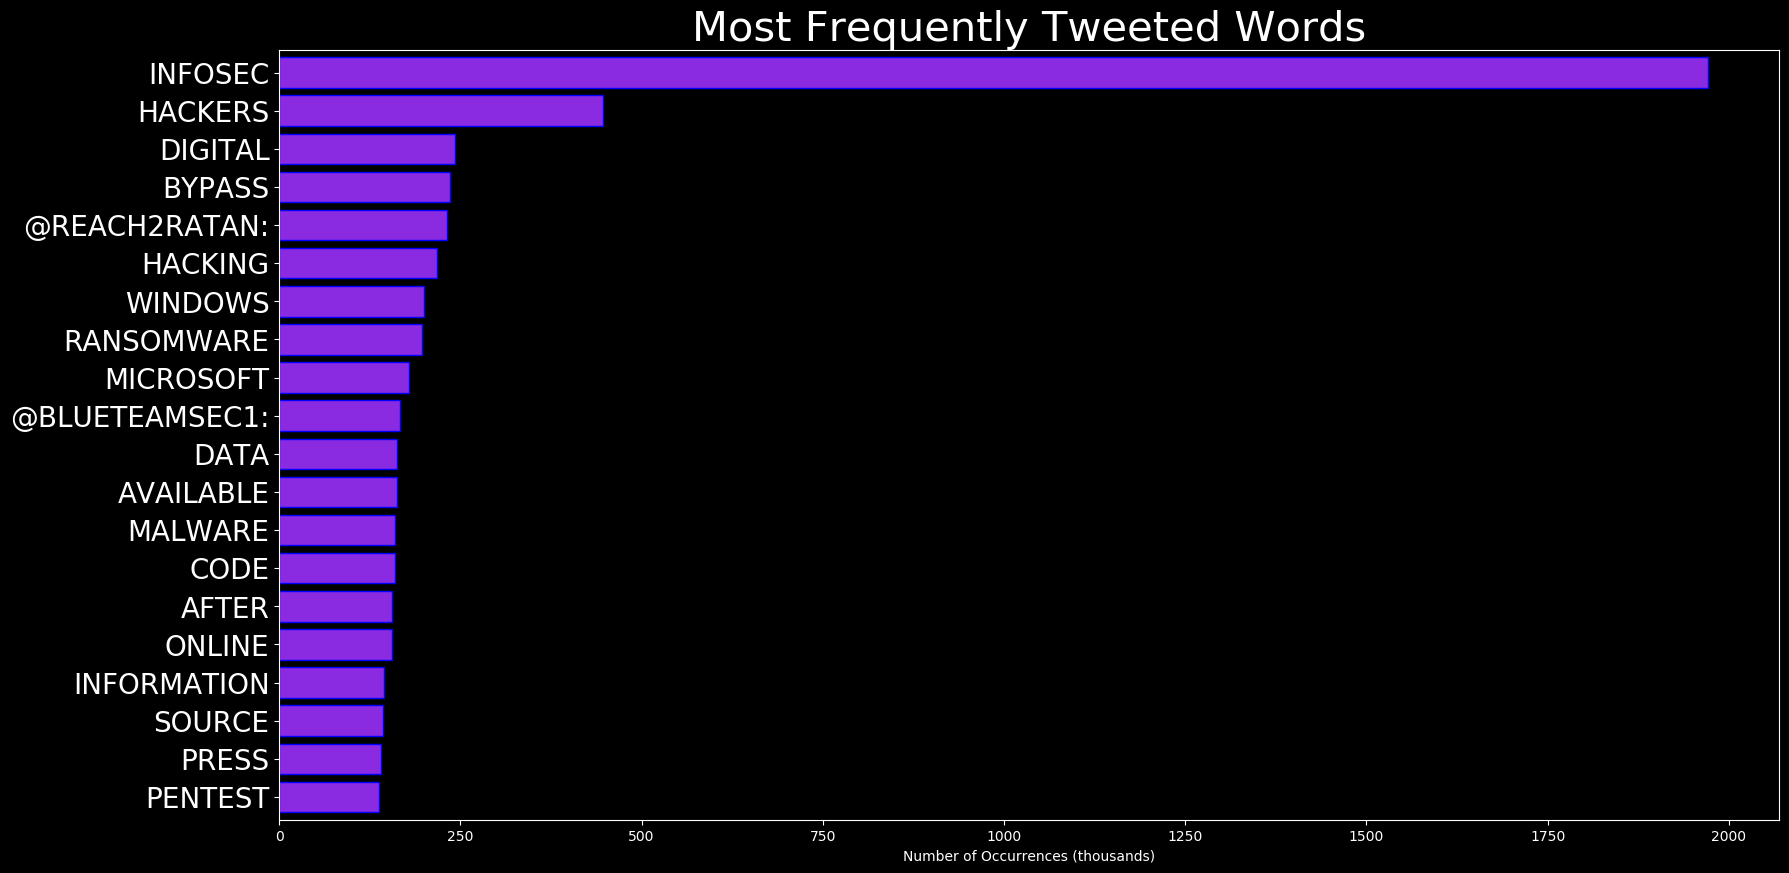 Most Frequently Tweeted Words
INFOSEC
HACKERS
DIGITAL
BYPASS
@REACH2RATAN:
HACKING
WINDOWS
RANSOMWARE
MICROSOFT
@BLUETEAMSEC1:
DATA
AVAILABLE
MALWARE
CODE
AFTER
ONLINE
INFORMATION
SOURCE
PRESS
PENTEST
0 250 500 750 1000 1250 1500 1750 2000
Number of Occurrences (thousands)